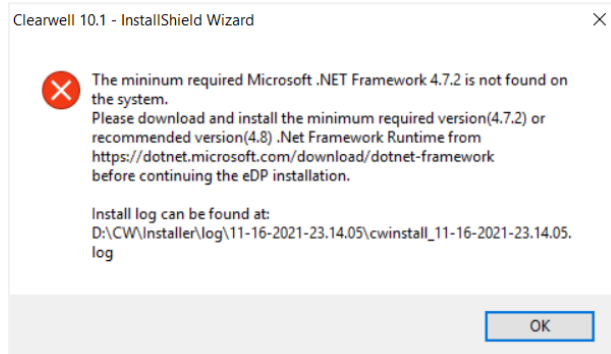 Clearwell 10.1 - InstallShield Wizard
The mininum required Microsoft .NET Framework 4.7.2 is not found on
the system.
Please download and install the minimum required version(4.7.2) or
recommended version(4.8) .Net Framework Runtime from
https://dotnet.microsoft.com/download/dotnet-framework
before continuing the eDP installation.
Install log can be found at:
D:\CW\Installer\log\11-16-2021-23.14.05\cwinstall_11-16-2021-23.14.05.
log
OK